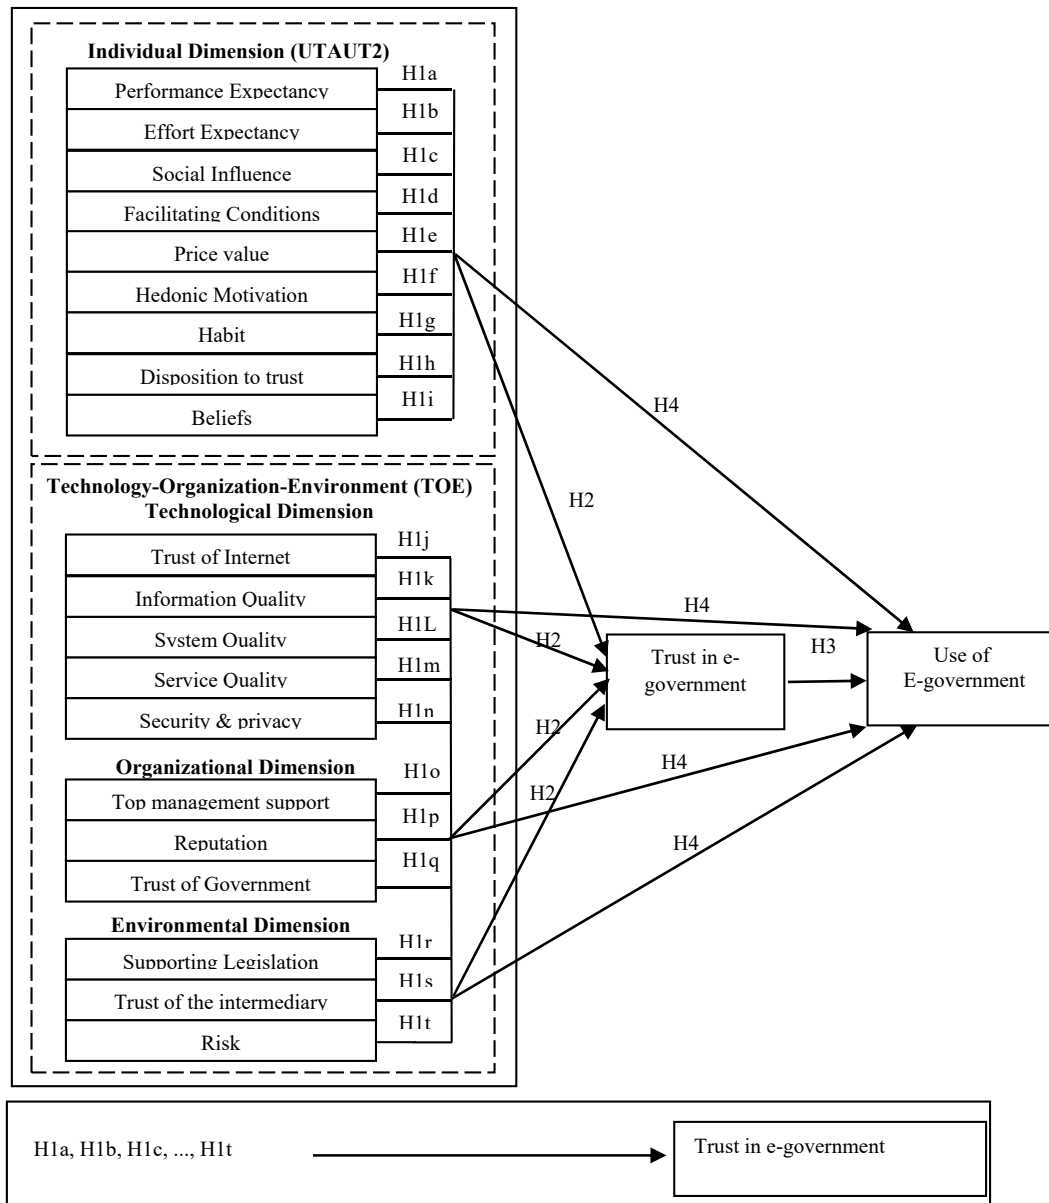 Individual Dimension (UTAUT2)
Performance Expectancy
H1a
Effort Expectancy
H1b
Social Influence
H1c
Facilitating Conditions
H1d
Price value
H1e
Hedonic Motivation
H1f
Habit
H1g
Disposition to trust
H1h
Beliefs
H1i
H4
H2
Technology-Organization-Environment (TOE)
Technological Dimension
Trust of Internet
H1j
Information Quality
H1k
System Quality
H1L
Service Quality
H1m
Security & privacy
H1n
H4
H2
Trust in e-
government
H3
Use of
E-government
Organizational Dimension
Top management support
H1o
Reputation
H1p
Trust of Government
H1q
H2
H4
H2
H4
Environmental Dimension
Supporting Legislation
H1r
Trust of the intermediary
H1s
Risk
H1t
H1a, H1b, H1c, ..., H1t
Trust in e-government